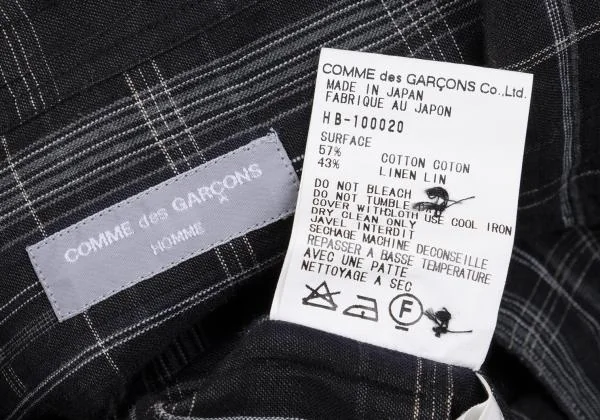 COMME des GARÇONS
HOMME
COMME des GARÇONS Co.,Ltd.
MADE IN JAPAN
FABRIQUE AU JAPON
HB-100020
SURFACE
57% COTTON COTON
43% LINEN LIN
DO NOT BLEACH
DO NOT TUMBLE
COVER WITHCLOTH USE COOL IRON
DRY CLEAN ONLY
JAVEL INTERDIT
SECHAGE MACHINE DECONSEILLE
REPASSER A BASSE TEMPERATURE
AVEC UNE PATTE
NETTOYAGE A SEC
F